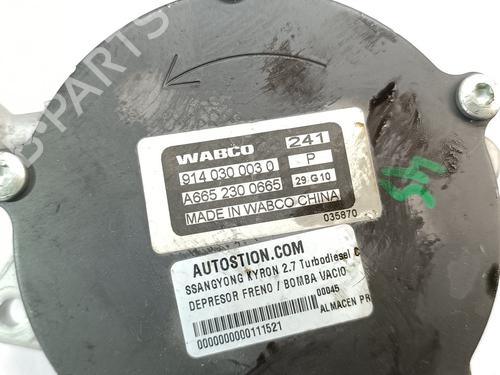 B-PARTS
WABCO 241
914 030 003 0 P
A665 230 0665 29 G10
MADE IN WABCO CHINA
035870
AUTOSTION.COM
SSANGYONG KYRON 2.7 Turbodiesel C
DEPRESOR FRENO / BOMBA VACIO
00045
0000000000111521 ALMACEN PR